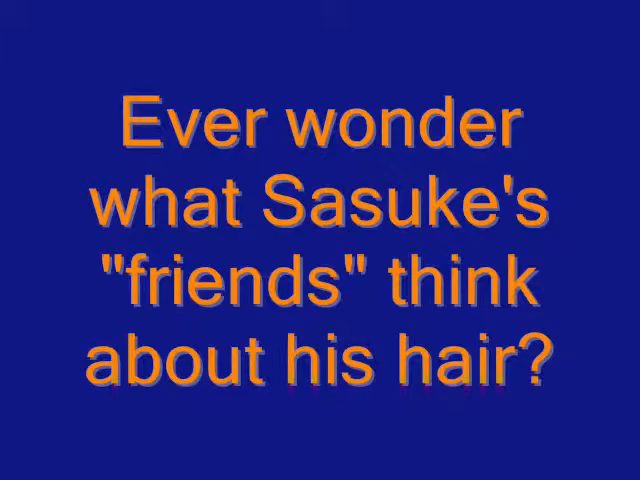 Ever wonder
what Sasuke's
"friends" think
about his hair?